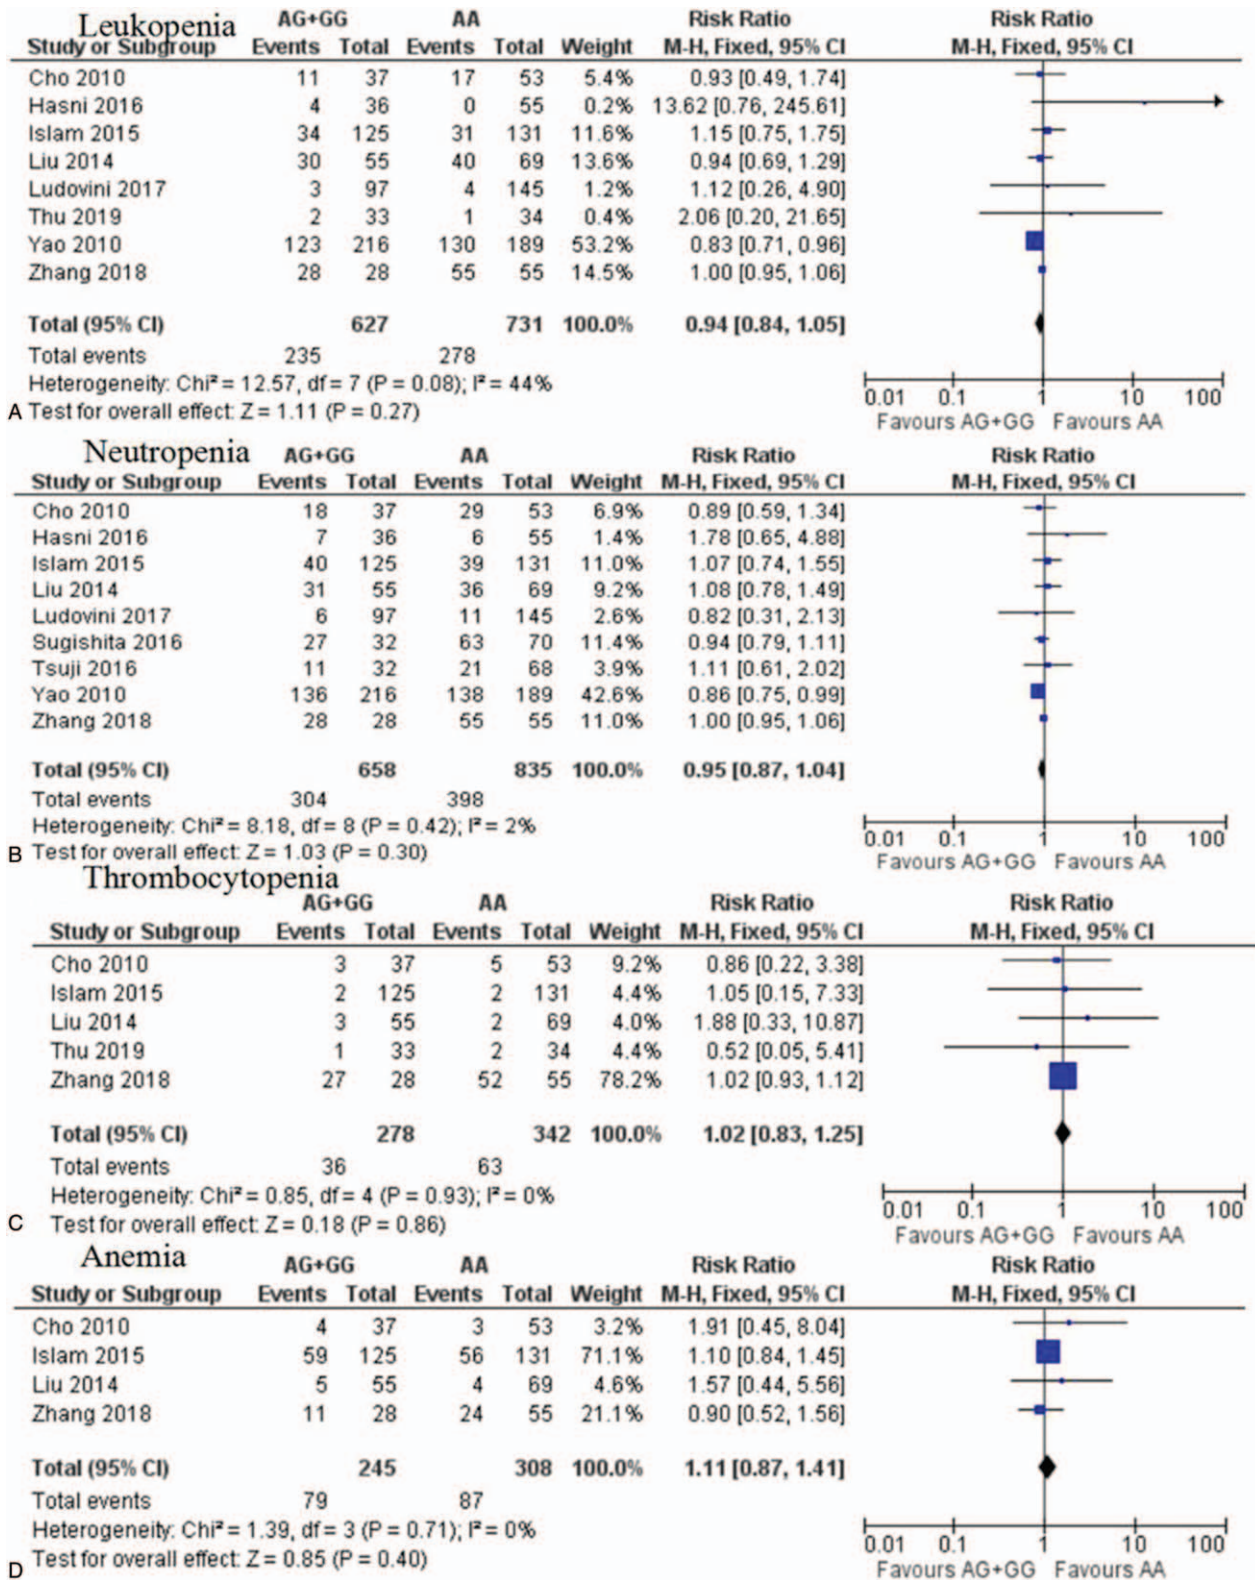 Leukopenia AG+GG AA Risk Ratio Risk Ratio
Study or Subgroup Events Total Events Total Weight M-H, Fixed, 95% CI M-H, Fixed, 95% CI
Cho 2010 11 37 17 53 5.4% 0.93 [0.49, 1.74]
Hasni 2016 4 36 0 55 0.2% 13.62 [0.76, 245.61]
Islam 2015 34 125 31 131 11.6% 1.15 [0.75, 1.75]
Liu 2014 30 55 40 69 13.6% 0.94 [0.69, 1.29]
Ludovini 2017 3 97 4 145 1.2% 1.12 [0.26, 4.90]
Thu 2019 2 33 1 34 0.4% 2.06 [0.20, 21.65]
Yao 2010 123 216 130 189 53.2% 0.83 [0.71, 0.96]
Zhang 2018 28 28 55 55 14.5% 1.00 [0.95, 1.06]
Total (95% CI) 627 731 100.0% 0.94 [0.84, 1.05]
Total events 235 278
Heterogeneity: Chi² = 12.57, df = 7 (P = 0.08); I² = 44%
A Test for overall effect: Z = 1.11 (P = 0.27)
0.01 0.1 1 10 100
Favours AG+GG Favours AA
Neutropenia AG+GG AA Risk Ratio Risk Ratio
Study or Subgroup Events Total Events Total Weight M-H, Fixed, 95% CI M-H, Fixed, 95% CI
Cho 2010 18 37 29 53 6.9% 0.89 [0.59, 1.34]
Hasni 2016 7 36 6 55 1.4% 1.78 [0.65, 4.88]
Islam 2015 40 125 39 131 11.0% 1.07 [0.74, 1.55]
Liu 2014 31 55 36 69 9.2% 1.08 [0.78, 1.49]
Ludovini 2017 6 97 11 145 2.6% 0.82 [0.31, 2.13]
Sugishita 2016 27 32 63 70 11.4% 0.94 [0.79, 1.11]
Tsuji 2016 11 32 21 68 3.9% 1.11 [0.61, 2.02]
Yao 2010 136 216 138 189 42.6% 0.86 [0.75, 0.99]
Zhang 2018 28 28 55 55 11.0% 1.00 [0.95, 1.06]
Total (95% CI) 658 835 100.0% 0.95 [0.87, 1.04]
Total events 304 398
Heterogeneity: Chi² = 8.18, df = 8 (P = 0.42); I² = 2%
B Test for overall effect: Z = 1.03 (P = 0.30)
0.01 0.1 1 10 100
Favours AG+GG Favours AA
Thrombocytopenia
AG+GG AA Risk Ratio Risk Ratio
Study or Subgroup Events Total Events Total Weight M-H, Fixed, 95% CI M-H, Fixed, 95% CI
Cho 2010 3 37 5 53 9.2% 0.86 [0.22, 3.38]
Islam 2015 2 125 2 131 4.4% 1.05 [0.15, 7.33]
Liu 2014 3 55 2 69 4.0% 1.88 [0.33, 10.87]
Thu 2019 1 33 2 34 4.4% 0.52 [0.05, 5.41]
Zhang 2018 27 28 52 55 78.2% 1.02 [0.93, 1.12]
Total (95% CI) 278 342 100.0% 1.02 [0.83, 1.25]
Total events 36 63
Heterogeneity: Chi² = 0.85, df = 4 (P = 0.93); I² = 0%
C Test for overall effect: Z = 0.18 (P = 0.86)
0.01 0.1 1 10 100
Favours AG+GG Favours AA
Anemia AG+GG AA Risk Ratio Risk Ratio
Study or Subgroup Events Total Events Total Weight M-H, Fixed, 95% CI M-H, Fixed, 95% CI
Cho 2010 4 37 3 53 3.2% 1.91 [0.45, 8.04]
Islam 2015 59 125 56 131 71.1% 1.10 [0.84, 1.45]
Liu 2014 5 55 4 69 4.6% 1.57 [0.44, 5.56]
Zhang 2018 11 28 24 55 21.1% 0.90 [0.52, 1.56]
Total (95% CI) 245 308 100.0% 1.11 [0.87, 1.41]
Total events 79 87
Heterogeneity: Chi² = 1.39, df = 3 (P = 0.71); I² = 0%
D Test for overall effect: Z = 0.85 (P = 0.40)
0.01 0.1 1 10 100
Favours AG+GG Favours AA